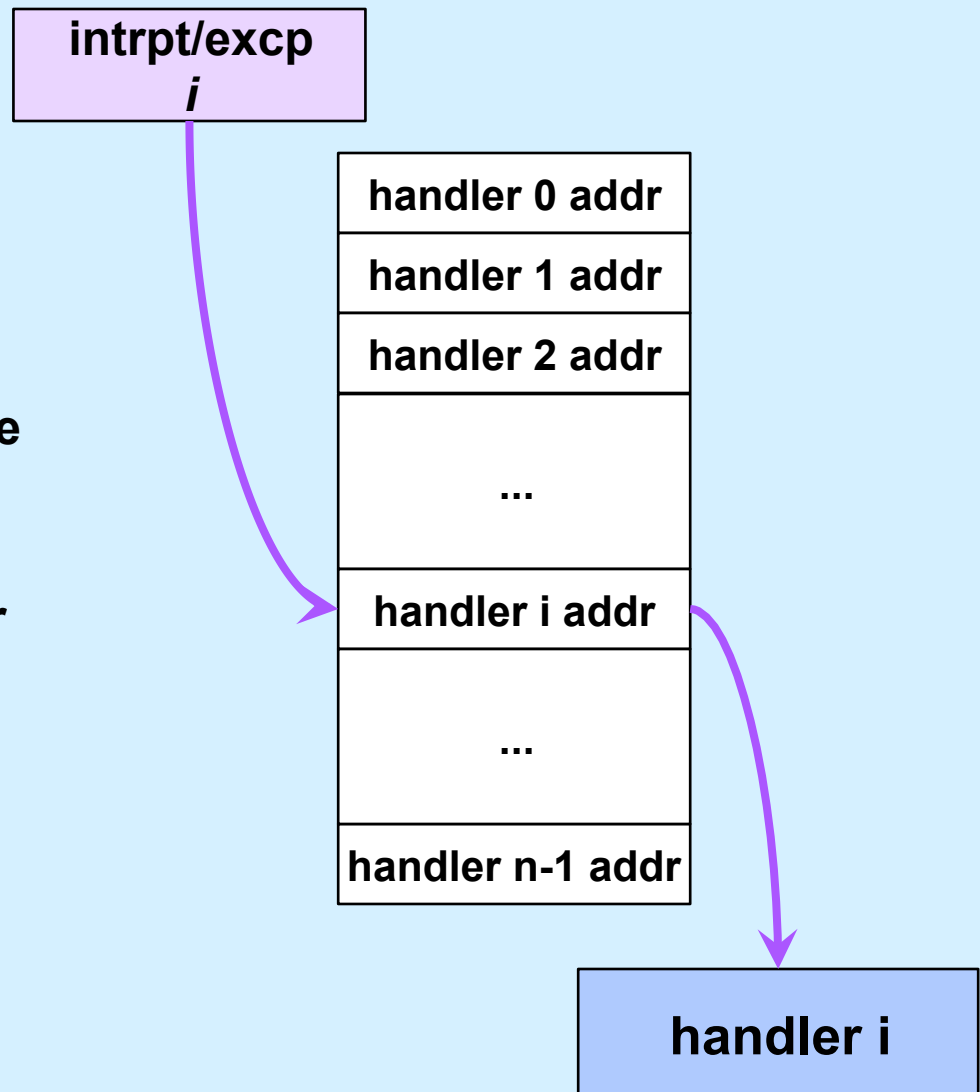 intrpt/excp
i
handler 0 addr
handler 1 addr
handler 2 addr
...
handler i addr
...
handler n-1 addr
handler i